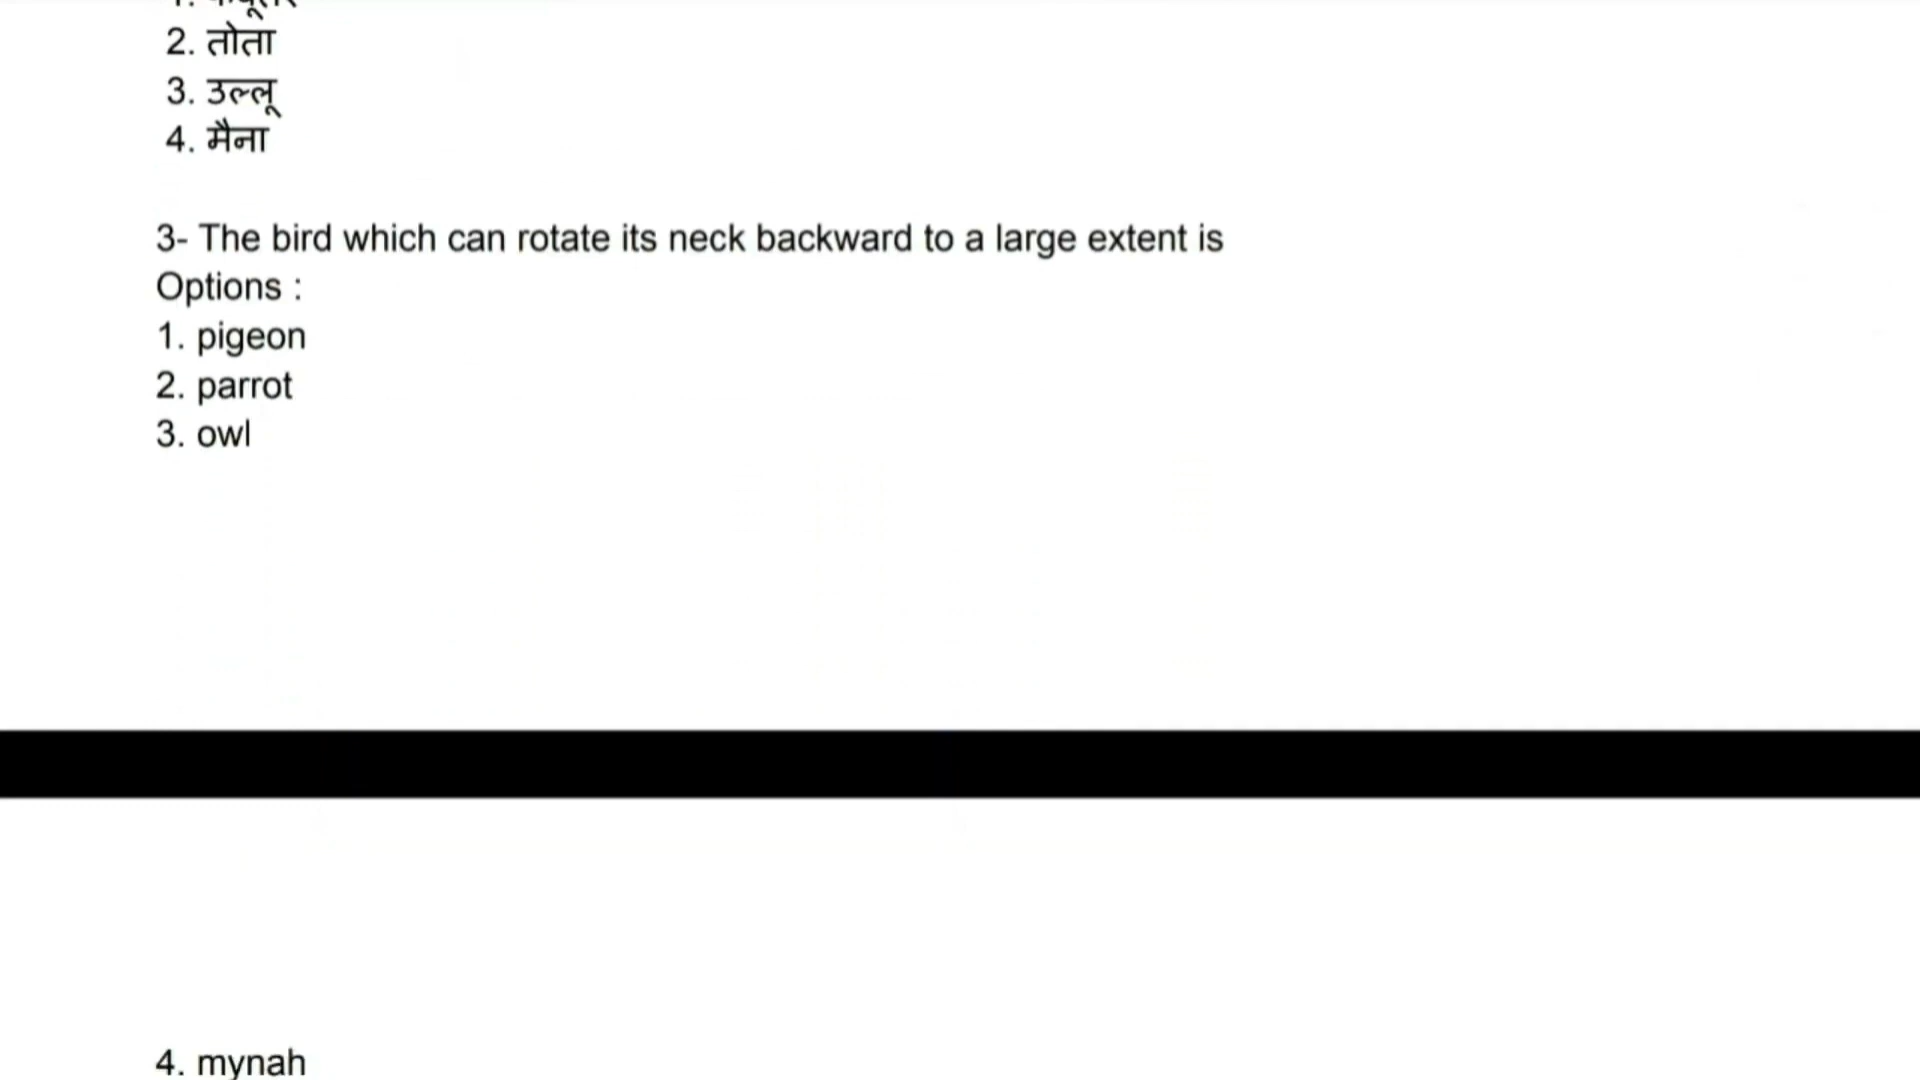 2. तोता
3. उल्लू
4. मैना
3- The bird which can rotate its neck backward to a large extent is
Options :
1. pigeon
2. parrot
3. owl
4. mynah